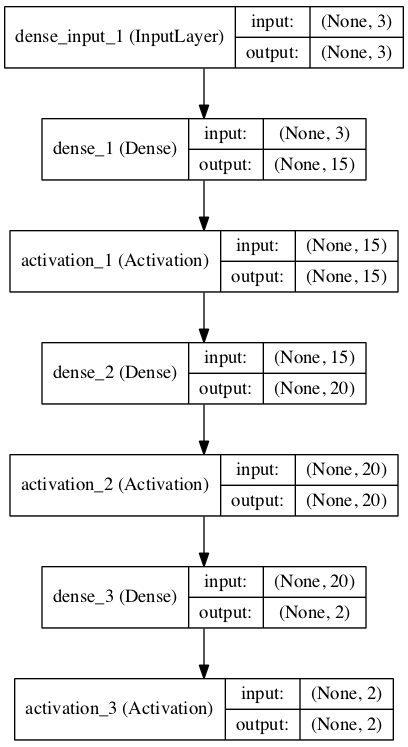 dense_input_1 (InputLayer)
input: (None, 3)
output: (None, 3)
dense_1 (Dense)
input: (None, 3)
output: (None, 15)
activation_1 (Activation)
input: (None, 15)
output: (None, 15)
dense_2 (Dense)
input: (None, 15)
output: (None, 20)
activation_2 (Activation)
input: (None, 20)
output: (None, 20)
dense_3 (Dense)
input: (None, 20)
output: (None, 2)
activation_3 (Activation)
input: (None, 2)
output: (None, 2)